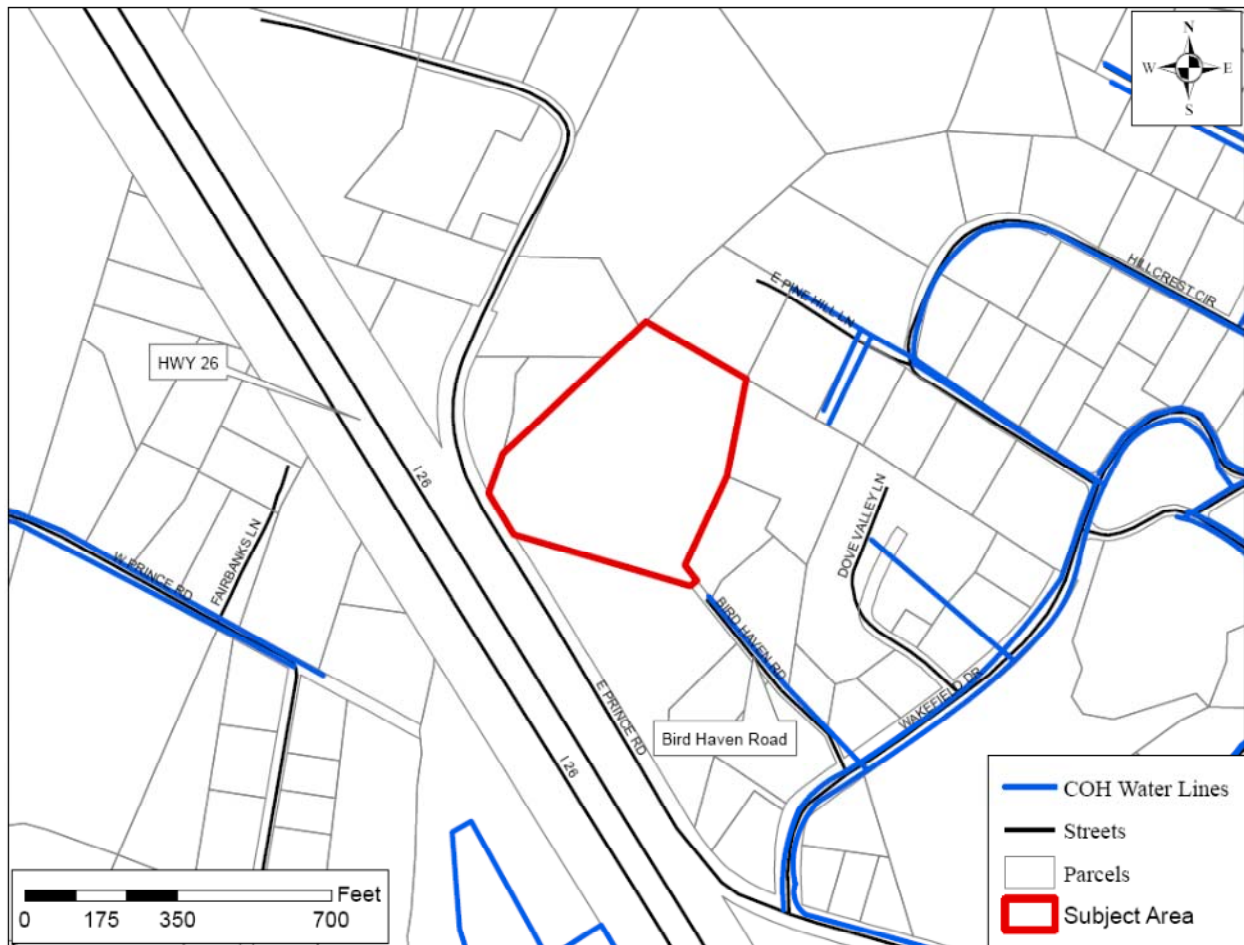 N
W E
S
HILLCREST CIR
E PINE HILL LN
HWY 26
I 26
DOVE VALLEY LN
FAIRBANKS LN
W PRINCE RD
BIRD HAVEN RD
WAKEFIELD DR
E PRINCE RD
Bird Haven Road
I 26
COH Water Lines
Streets
Parcels
Subject Area
Feet
0 175 350 700